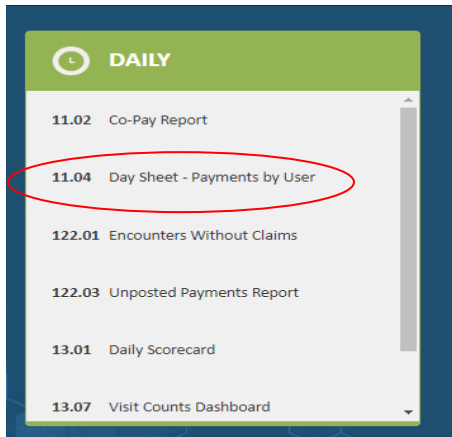 DAILY
11.02 Co-Pay Report
11.04 Day Sheet - Payments by User
122.01 Encounters Without Claims
122.03 Unposted Payments Report
13.01 Daily Scorecard
13.07 Visit Counts Dashboard